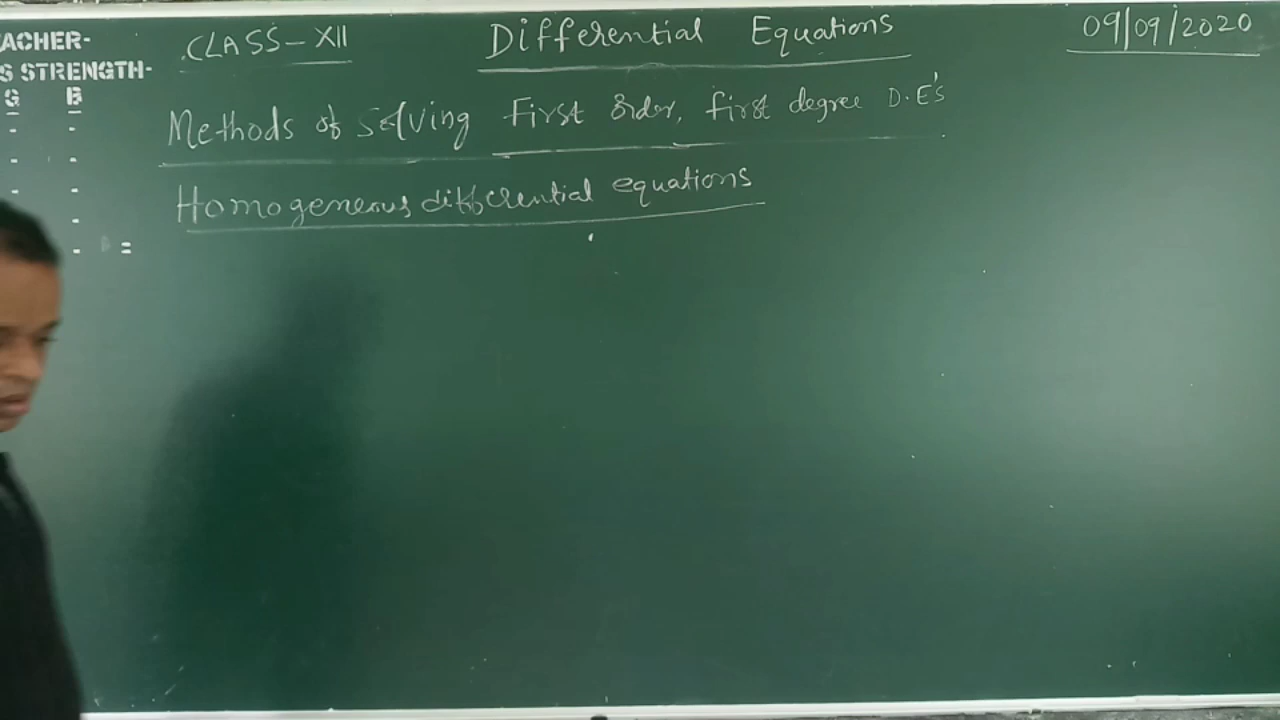 ACHER-
S STRENGTH-
G B
CLASS-XII
Differential Equations
09/09/2020
Methods of Solving First order, first degree D.E's
Homogeneous differential equations